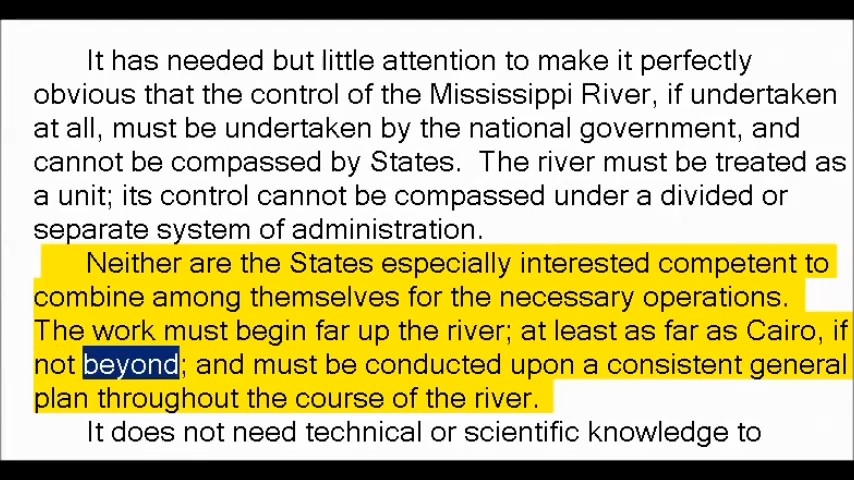 It has needed but little attention to make it perfectly
obvious that the control of the Mississippi River, if undertaken
at all, must be undertaken by the national government, and
cannot be compassed by States.  The river must be treated as
a unit; its control cannot be compassed under a divided or
separate system of administration.
Neither are the States especially interested competent to
combine among themselves for the necessary operations.
The work must begin far up the river; at least as far as Cairo, if
not beyond; and must be conducted upon a consistent general
plan throughout the course of the river.
It does not need technical or scientific knowledge to